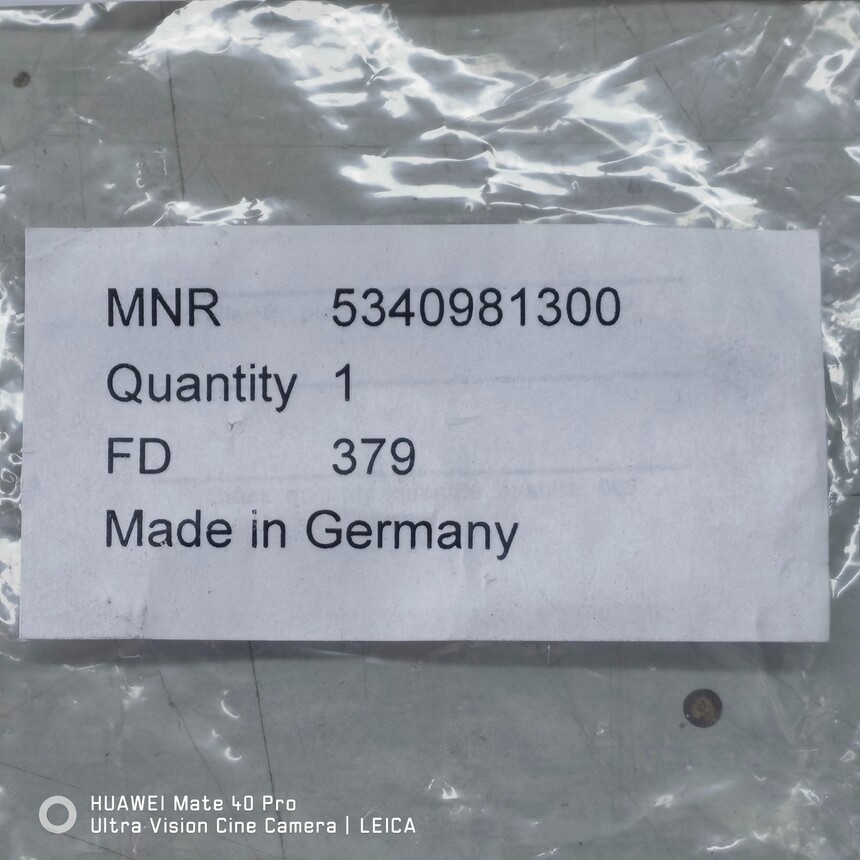 MNR 5340981300
Quantity 1
FD 379
Made in Germany
HUAWEI Mate 40 Pro
Ultra Vision Cine Camera | LEICA